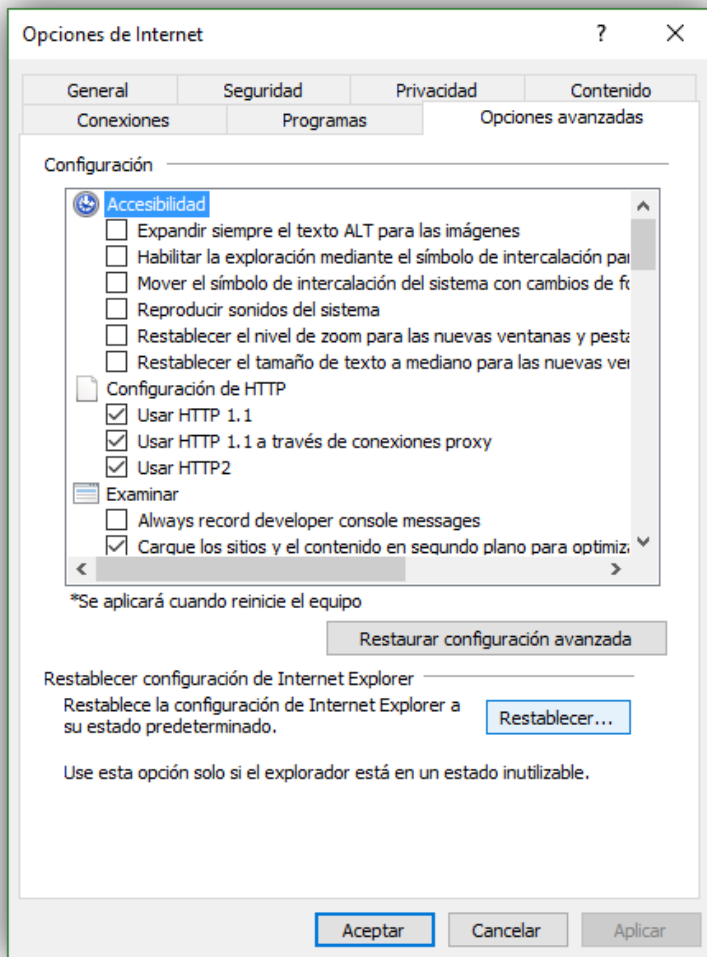 Opciones de Internet
General Seguridad Privacidad Contenido
Conexiones Programas Opciones avanzadas
Configuración
Accesibilidad
Expandir siempre el texto ALT para las imágenes
Habilitar la exploración mediante el símbolo de intercalación
Mover el símbolo de intercalación del sistema con cambios de
Reproducir sonidos del sistema
Restablecer el nivel de zoom para las nuevas ventanas y
Restablecer el tamaño de texto a mediano para las nuevas
Configuración de HTTP
Usar HTTP 1.1
Usar HTTP 1.1 a través de conexiones proxy
Usar HTTP2
Examinar
Always record developer console messages
Cargue los sitios y el contenido en segundo plano para
*Se aplicará cuando reinicie el equipo
Restaurar configuración avanzada
Restablecer configuración de Internet Explorer
Restablece la configuración de Internet Explorer a
su estado predeterminado.
Restablecer...
Use esta opción solo si el explorador está en un estado inutilizable.
Aceptar Cancelar Aplicar